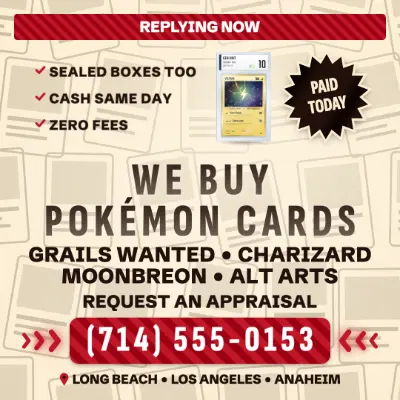 REPLYING NOW
SEALED BOXES TOO
CASH SAME DAY
ZERO FEES
10
PAID
TODAY
WE BUY
POKÉMON CARDS
GRAILS WANTED • CHARIZARD
MOONBREON • ALT ARTS
REQUEST AN APPRAISAL
(714) 555-0153
LONG BEACH • LOS ANGELES • ANAHEIM